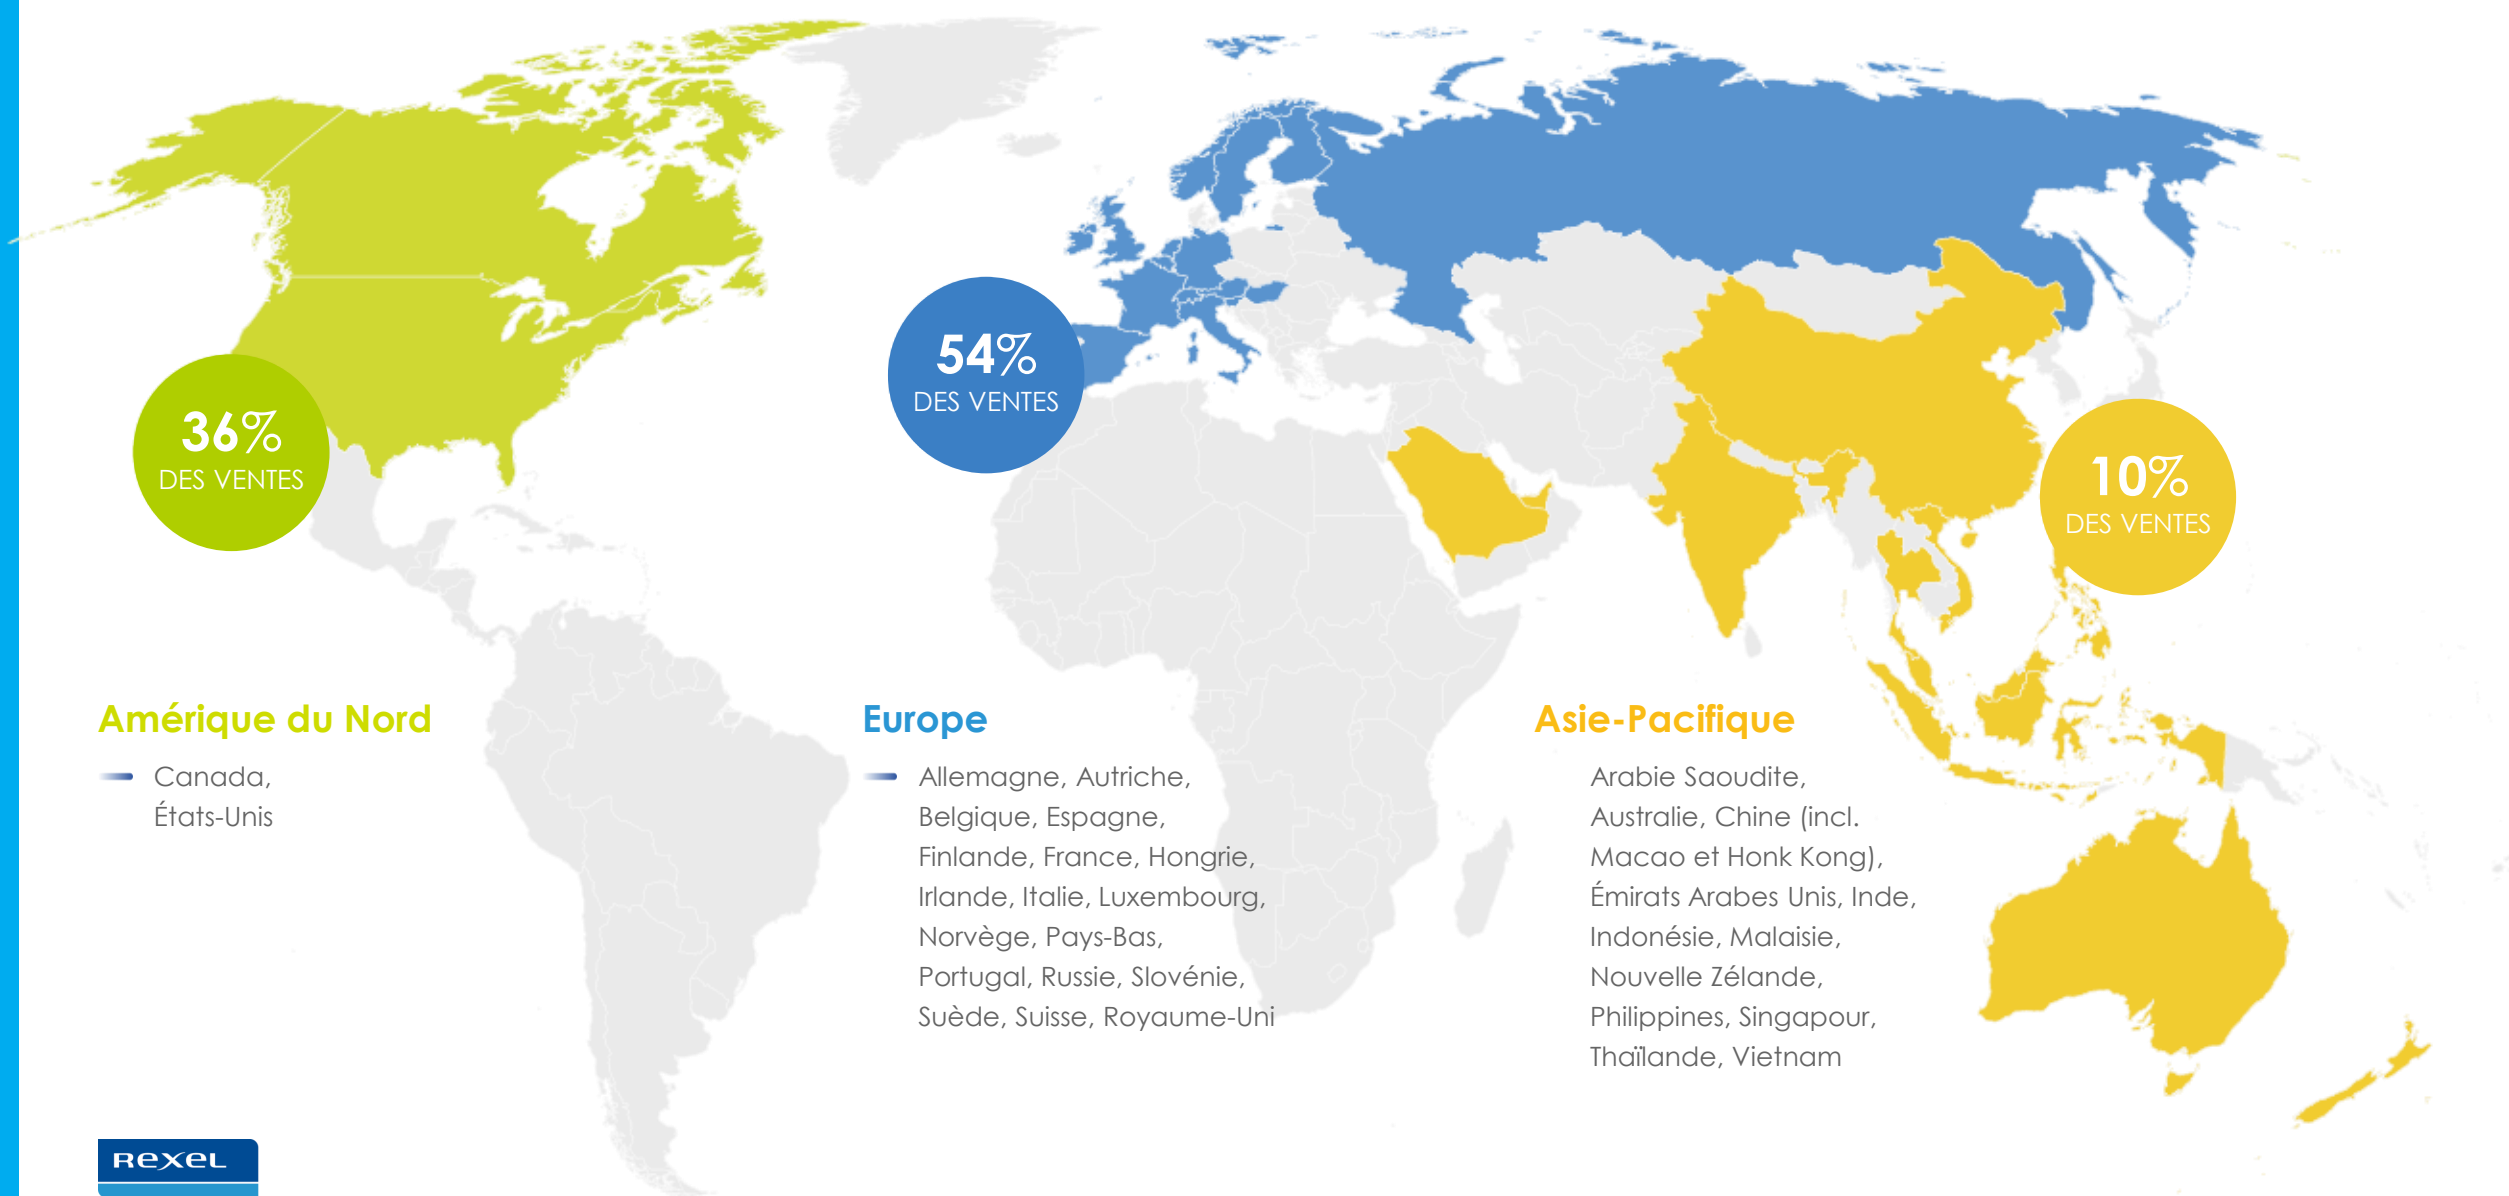 36%
DES VENTES
54%
DES VENTES
10%
DES VENTES
Amérique du Nord
Canada,
États-Unis
Europe
Allemagne, Autriche,
Belgique, Espagne,
Finlande, France, Hongrie,
Irlande, Italie, Luxembourg,
Norvège, Pays-Bas,
Portugal, Russie, Slovénie,
Suède, Suisse, Royaume-Uni
Asie-Pacifique
Arabie Saoudite,
Australie, Chine (incl.
Macao et Honk Kong),
Émirats Arabes Unis, Inde,
Indonésie, Malaisie,
Nouvelle Zélande,
Philippines, Singapour,
Thaïlande, Vietnam
REXEL